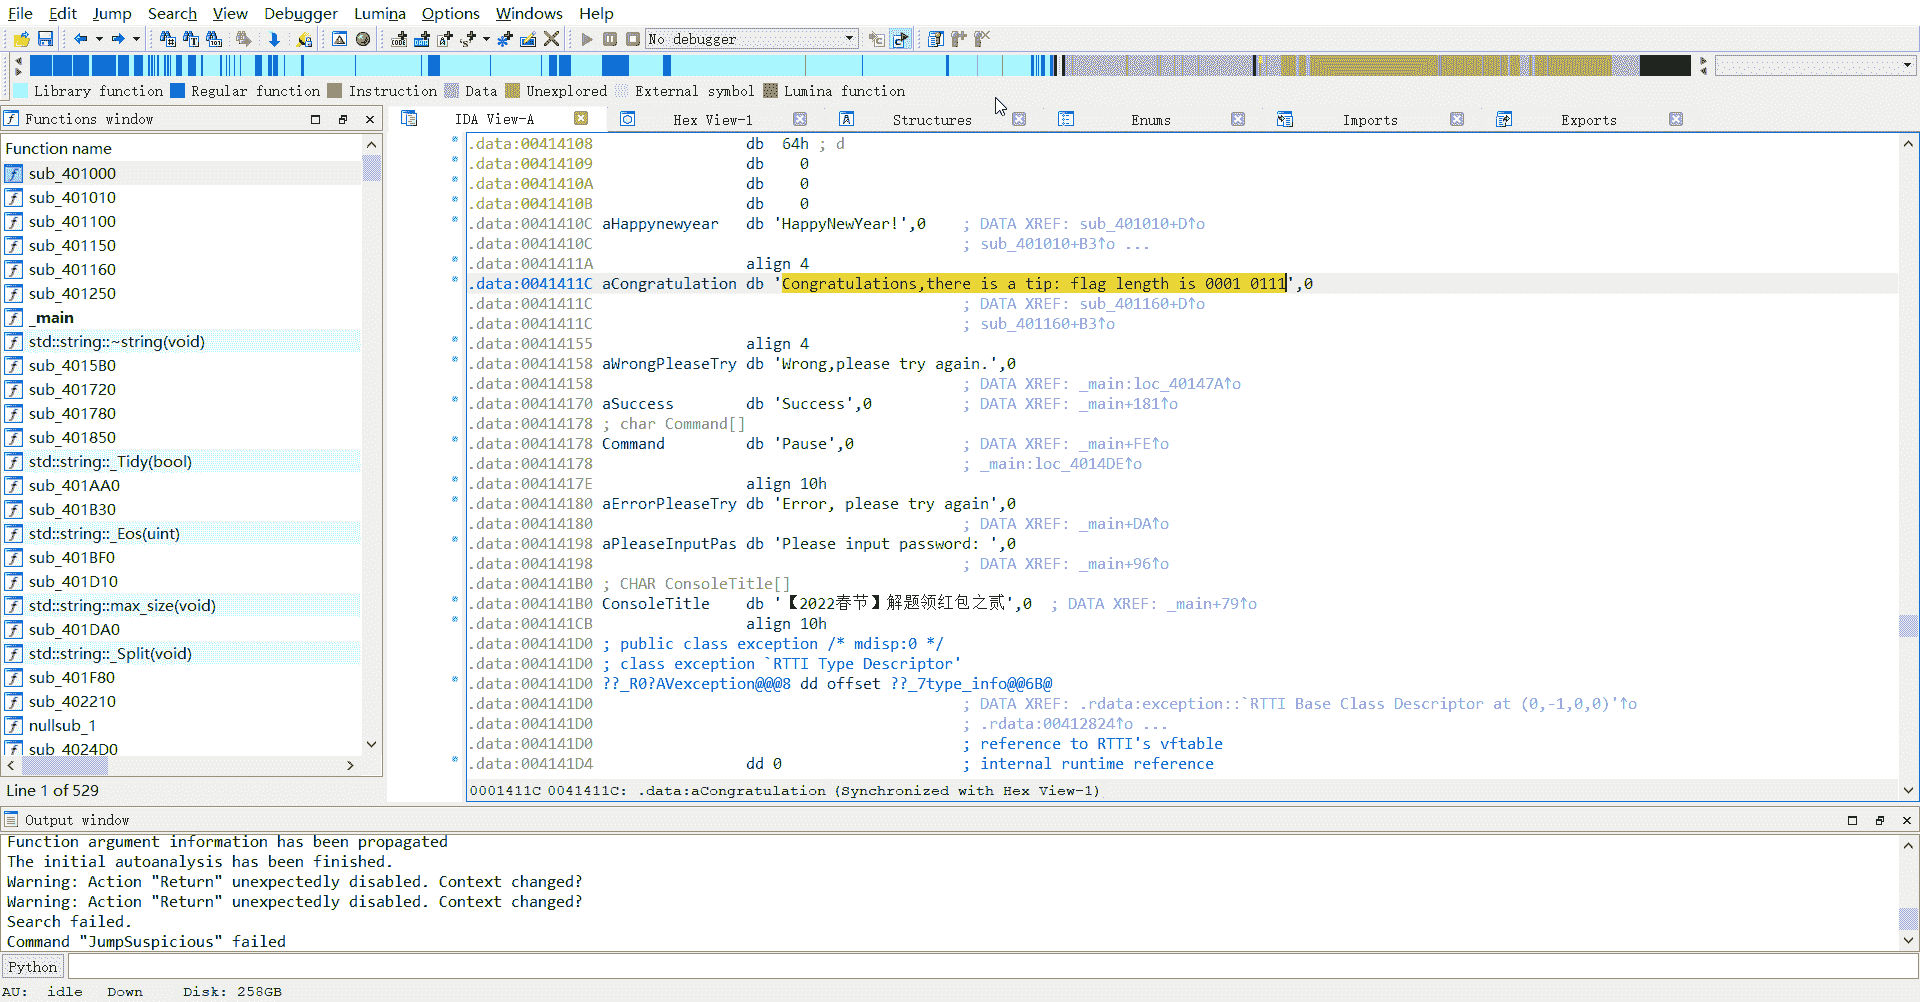 File Edit Jump Search View Debugger Lumina Options Windows Help
No debugger
Library function Regular function Instruction Data Unexplored External symbol Lumina function
Functions window
IDA View-A Hex View-1 Structures Enums Imports Exports
Function name
sub_401000
sub_401010
sub_401100
sub_401150
sub_401160
sub_401250
_main
std::string::~string(void)
sub_4015B0
sub_401720
sub_401780
sub_401850
std::string::_Tidy(bool)
sub_401AA0
sub_401B30
std::string::_Eos(uint)
sub_401BF0
sub_401D10
std::string::max_size(void)
sub_401DA0
std::string::_Split(void)
sub_401F80
sub_402210
nullsub_1
sub_4024D0
Line 1 of 529
.data:00414108 db 64h ; d
.data:00414109 db 0
.data:0041410A db 0
.data:0041410B db 0
.data:0041410C aHappynewyear db 'HappyNewYear!',0 ; DATA XREF: sub_401010+D↑o
.data:0041410C ; sub_401010+B3↑o ...
.data:0041411A align 4
.data:0041411C aCongratulation db 'Congratulations,there is a tip: flag length is 0001 0111',0
.data:0041411C ; DATA XREF: sub_401160+D↑o
.data:0041411C ; sub_401160+B3↑o
.data:00414155 align 4
.data:00414158 aWrongPleaseTry db 'Wrong,please try again.',0
.data:00414158 ; DATA XREF: _main:loc_40147A↑o
.data:00414170 aSuccess db 'Success',0 ; DATA XREF: _main+181↑o
.data:00414178 ; char Command[]
.data:00414178 Command db 'Pause',0 ; DATA XREF: _main+FE↑o
.data:00414178 ; _main:loc_4014DE↑o
.data:0041417E align 10h
.data:00414180 aErrorPleaseTry db 'Error, please try again',0
.data:00414180 ; DATA XREF: _main+DA↑o
.data:00414198 aPleaseInputPas db 'Please input password: ',0
.data:00414198 ; DATA XREF: _main+96↑o
.data:004141B0 ; CHAR ConsoleTitle[]
.data:004141B0 ConsoleTitle db '【2022春节】解题领红包之贰',0 ; DATA XREF: _main+79↑o
.data:004141CB align 10h
.data:004141D0 ; public class exception /* mdisp:0 */
.data:004141D0 ; class exception `RTTI Type Descriptor'
.data:004141D0 ??_R0?AVexception@@@8 dd offset ??_7type_info@@6B@
.data:004141D0 ; DATA XREF: .rdata:exception::`RTTI Base Class Descriptor at (0,-1,0,0)'↑o
.data:004141D0 ; .rdata:00412824↑o ...
.data:004141D0 ; reference to RTTI's vftable
.data:004141D4 dd 0 ; internal runtime reference
0001411C 0041411C: .data:aCongratulation (Synchronized with Hex View-1)
Output window
Function argument information has been propagated
The initial autoanalysis has been finished.
Warning: Action "Return" unexpectedly disabled. Context changed?
Warning: Action "Return" unexpectedly disabled. Context changed?
Search failed.
Command "JumpSuspicious" failed
Python
AU: idle Down Disk: 258GB